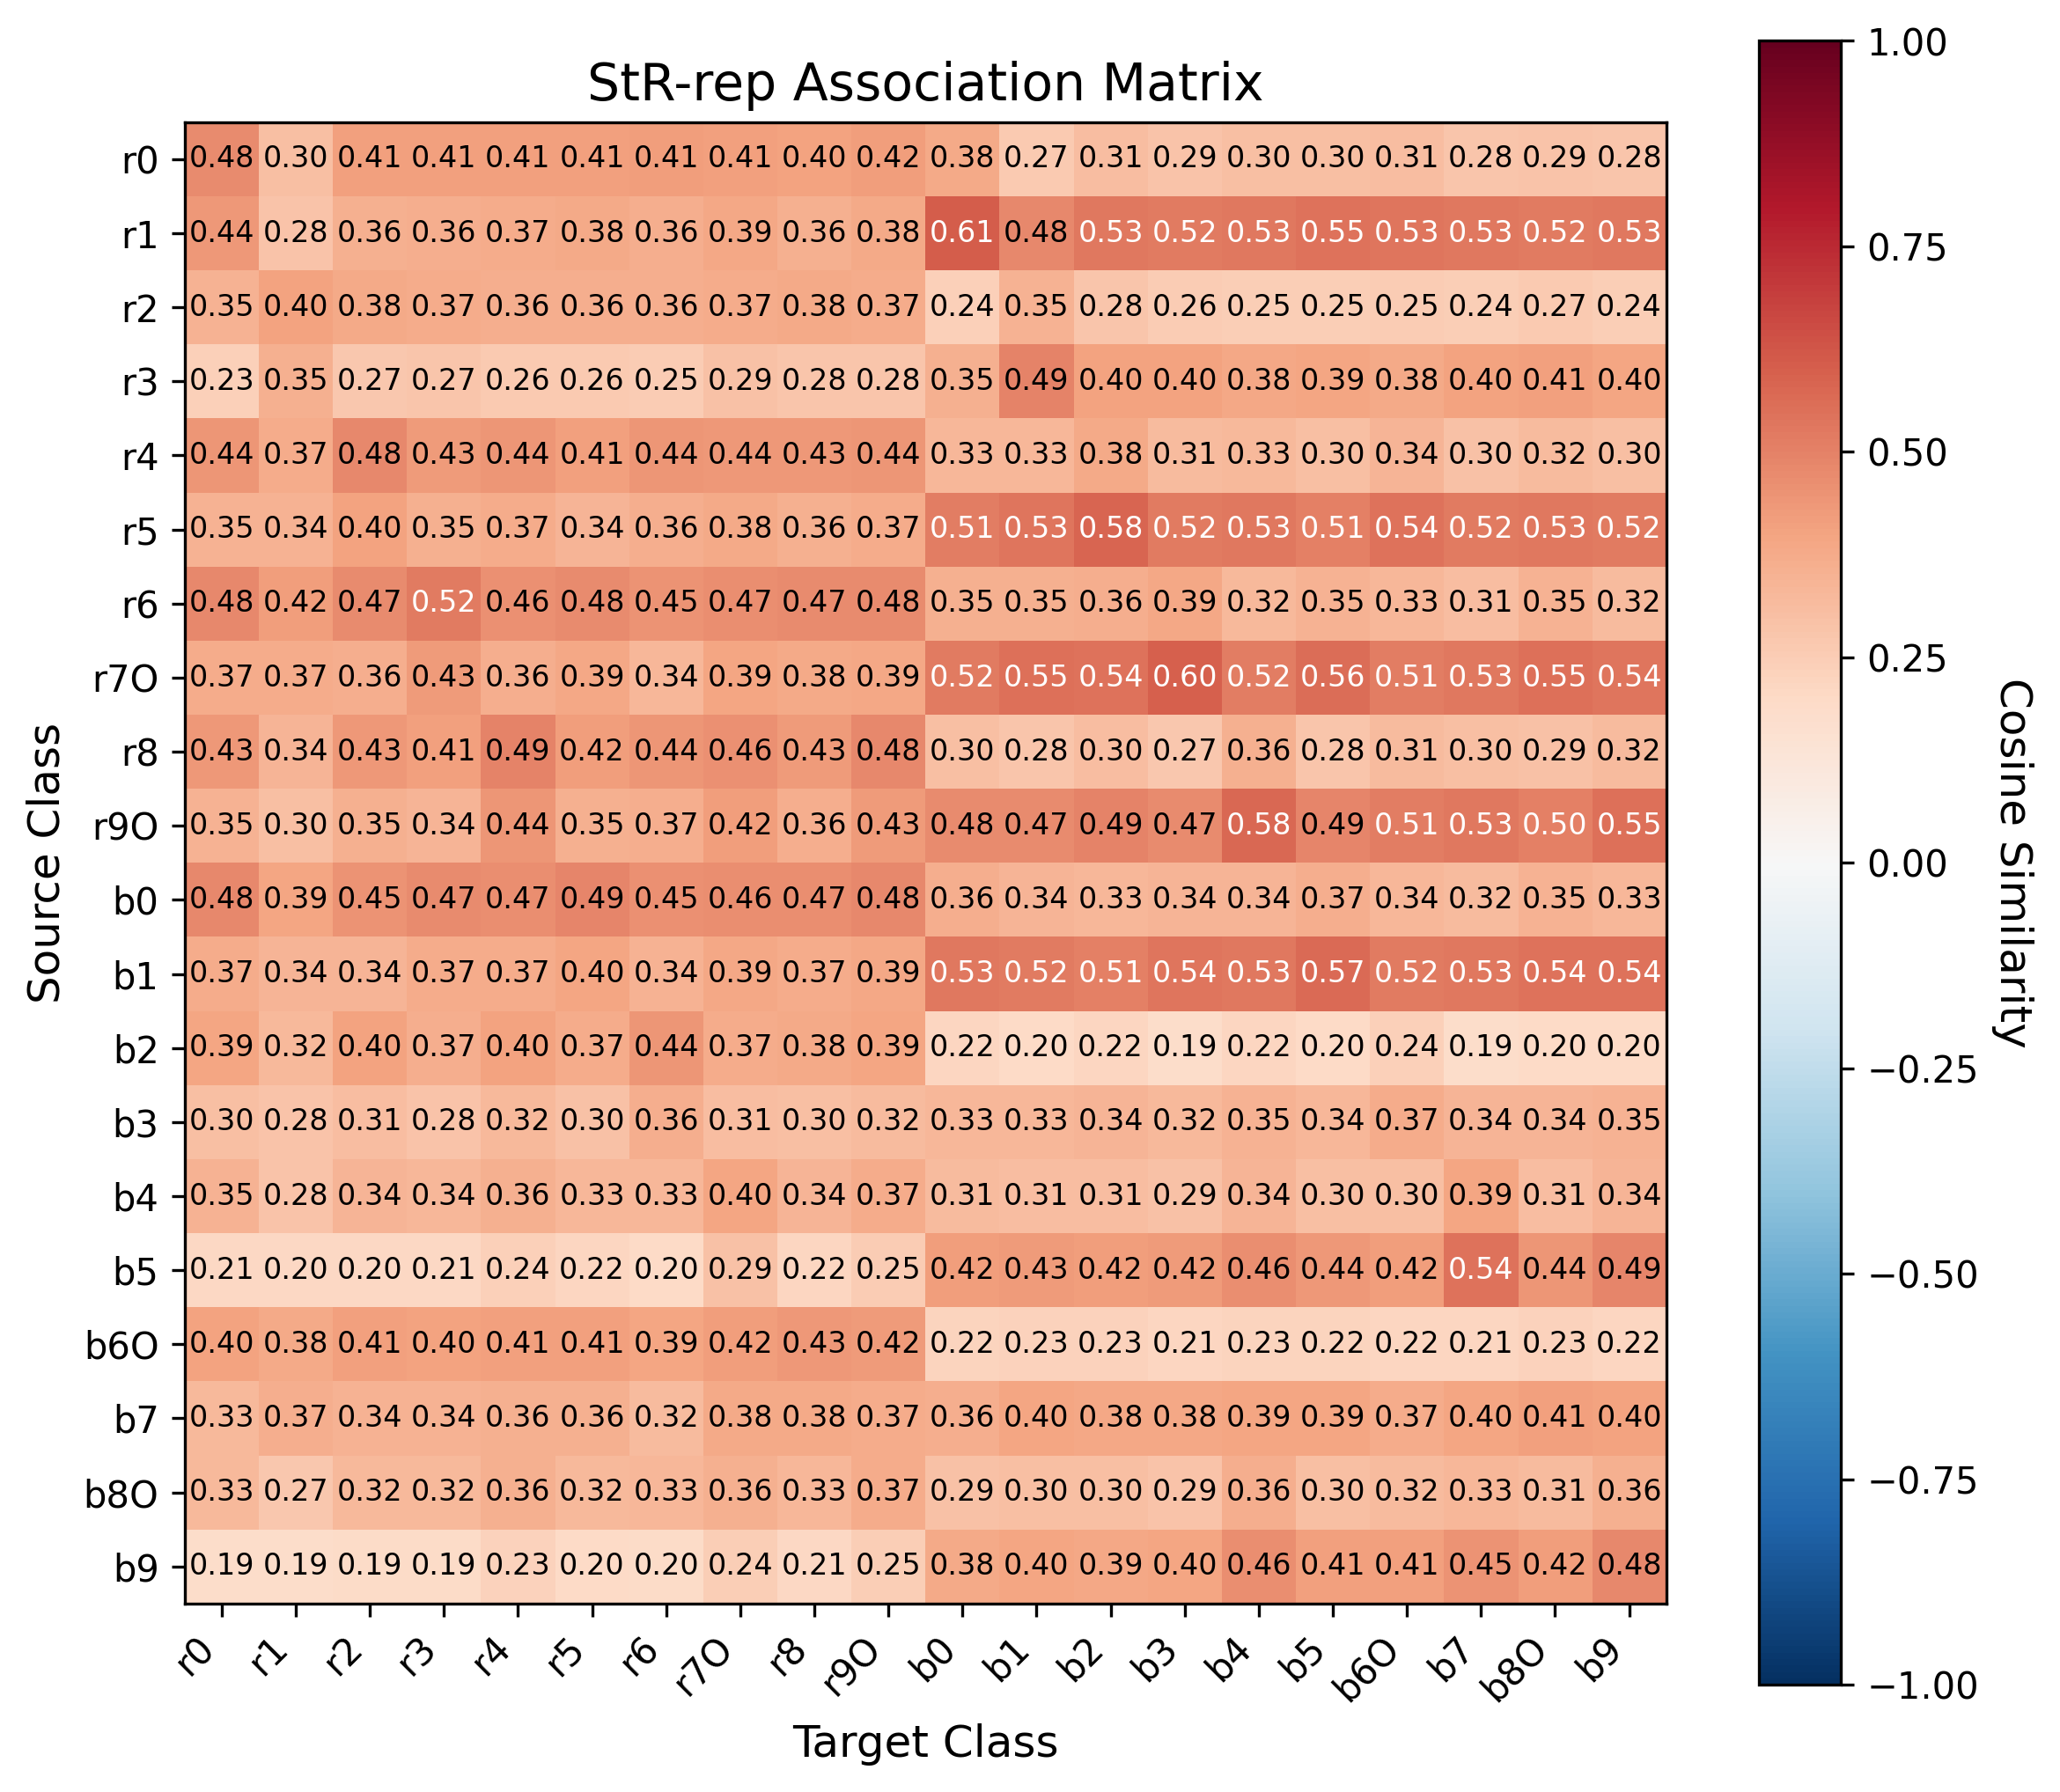 StR-rep Association Matrix
r0 0.48 0.30 0.41 0.41 0.41 0.41 0.41 0.41 0.40 0.42 0.38 0.27 0.31 0.29 0.30 0.30 0.31 0.28 0.29 0.28
r1 0.44 0.28 0.36 0.36 0.37 0.38 0.36 0.39 0.36 0.38 0.61 0.48 0.53 0.52 0.53 0.55 0.53 0.53 0.52 0.53
r2 0.35 0.40 0.38 0.37 0.36 0.36 0.36 0.37 0.38 0.37 0.24 0.35 0.28 0.26 0.25 0.25 0.25 0.24 0.27 0.24
r3 0.23 0.35 0.27 0.27 0.26 0.26 0.25 0.29 0.28 0.28 0.35 0.49 0.40 0.40 0.38 0.39 0.38 0.40 0.41 0.40
r4 0.44 0.37 0.48 0.43 0.44 0.41 0.44 0.44 0.43 0.44 0.33 0.33 0.38 0.31 0.33 0.30 0.34 0.30 0.32 0.30
r5 0.35 0.34 0.40 0.35 0.37 0.34 0.36 0.38 0.36 0.37 0.51 0.53 0.58 0.52 0.53 0.51 0.54 0.52 0.53 0.52
r6 0.48 0.42 0.47 0.52 0.46 0.48 0.45 0.47 0.47 0.48 0.35 0.35 0.36 0.39 0.32 0.35 0.33 0.31 0.35 0.32
r7O 0.37 0.37 0.36 0.43 0.36 0.39 0.34 0.39 0.38 0.39 0.52 0.55 0.54 0.60 0.52 0.56 0.51 0.53 0.55 0.54
r8 0.43 0.34 0.43 0.41 0.49 0.42 0.44 0.46 0.43 0.48 0.30 0.28 0.30 0.27 0.36 0.28 0.31 0.30 0.29 0.32
r9O 0.35 0.30 0.35 0.34 0.44 0.35 0.37 0.42 0.36 0.43 0.48 0.47 0.49 0.47 0.58 0.49 0.51 0.53 0.50 0.55
b0 0.48 0.39 0.45 0.47 0.47 0.49 0.45 0.46 0.47 0.48 0.36 0.34 0.33 0.34 0.34 0.37 0.34 0.32 0.35 0.33
b1 0.37 0.34 0.34 0.37 0.37 0.40 0.34 0.39 0.37 0.39 0.53 0.52 0.51 0.54 0.53 0.57 0.52 0.53 0.54 0.54
b2 0.39 0.32 0.40 0.37 0.40 0.37 0.44 0.37 0.38 0.39 0.22 0.20 0.22 0.19 0.22 0.20 0.24 0.19 0.20 0.20
b3 0.30 0.28 0.31 0.28 0.32 0.30 0.36 0.31 0.30 0.32 0.33 0.33 0.34 0.32 0.35 0.34 0.37 0.34 0.34 0.35
b4 0.35 0.28 0.34 0.34 0.36 0.33 0.33 0.40 0.34 0.37 0.31 0.31 0.31 0.29 0.34 0.30 0.30 0.39 0.31 0.34
b5 0.21 0.20 0.20 0.21 0.24 0.22 0.20 0.29 0.22 0.25 0.42 0.43 0.42 0.42 0.46 0.44 0.42 0.54 0.44 0.49
b6O 0.40 0.38 0.41 0.40 0.41 0.41 0.39 0.42 0.43 0.42 0.22 0.23 0.23 0.21 0.23 0.22 0.22 0.21 0.23 0.22
b7 0.33 0.37 0.34 0.34 0.36 0.36 0.32 0.38 0.38 0.37 0.36 0.40 0.38 0.38 0.39 0.39 0.37 0.40 0.41 0.40
b8O 0.33 0.27 0.32 0.32 0.36 0.32 0.33 0.36 0.33 0.37 0.29 0.30 0.30 0.29 0.36 0.30 0.32 0.33 0.31 0.36
b9 0.19 0.19 0.19 0.19 0.23 0.20 0.20 0.24 0.21 0.25 0.38 0.40 0.39 0.40 0.46 0.41 0.41 0.45 0.42 0.48
r0 r1 r2 r3 r4 r5 r6 r7O r8 r9O b0 b1 b2 b3 b4 b5 b6O b7 b8O b9
Target Class
Source Class
1.00
0.75
0.50
0.25
0.00
−0.25
−0.50
−0.75
−1.00
Cosine Similarity